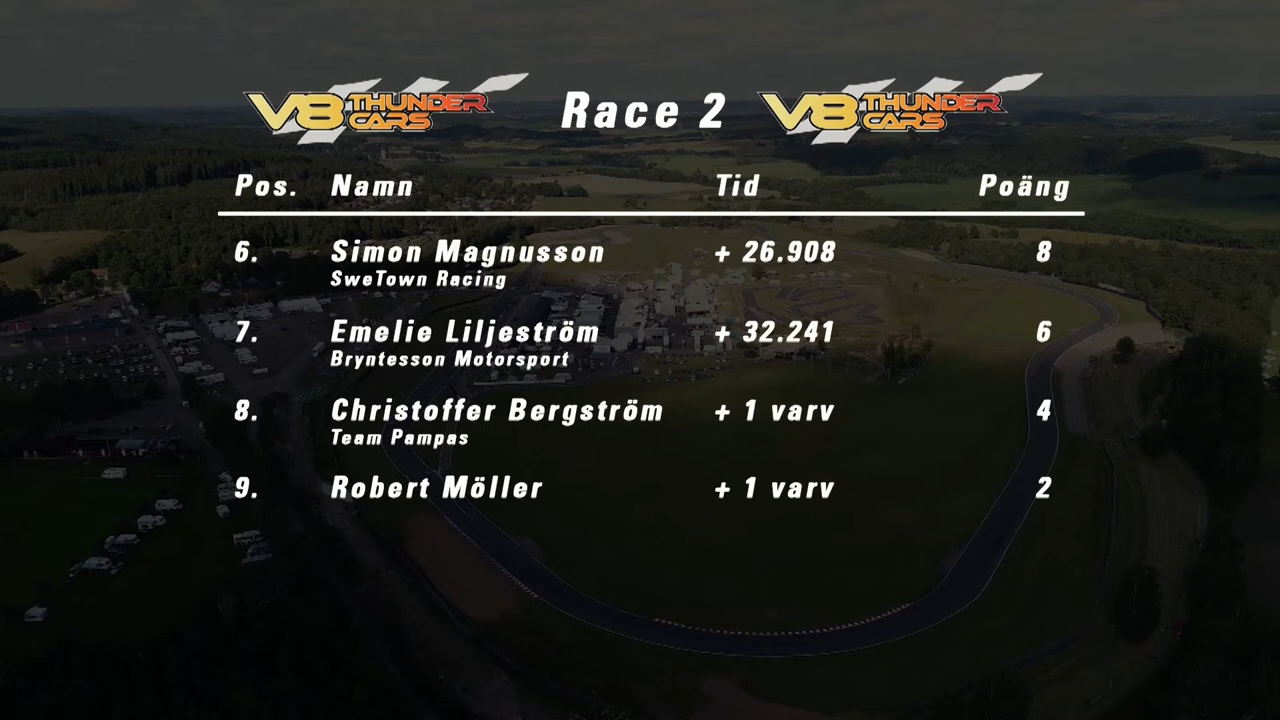 V8 THUNDER CARS Race 2 V8 THUNDER CARS
Pos. Namn Tid Poäng
6. Simon Magnusson + 26.908 8
SweTown Racing
7. Emelie Liljeström + 32.241 6
Bryntesson Motorsport
8. Christoffer Bergström + 1 varv 4
Team Pampas
9. Robert Möller + 1 varv 2